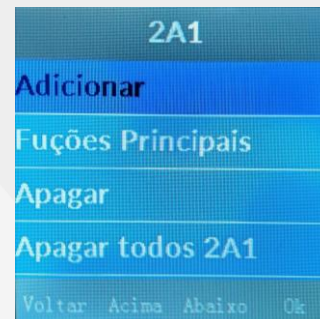 2A1
Adicionar
Fuções Principais
Apagar
Apagar todos 2A1
Voltar Acima Abaixo Ok